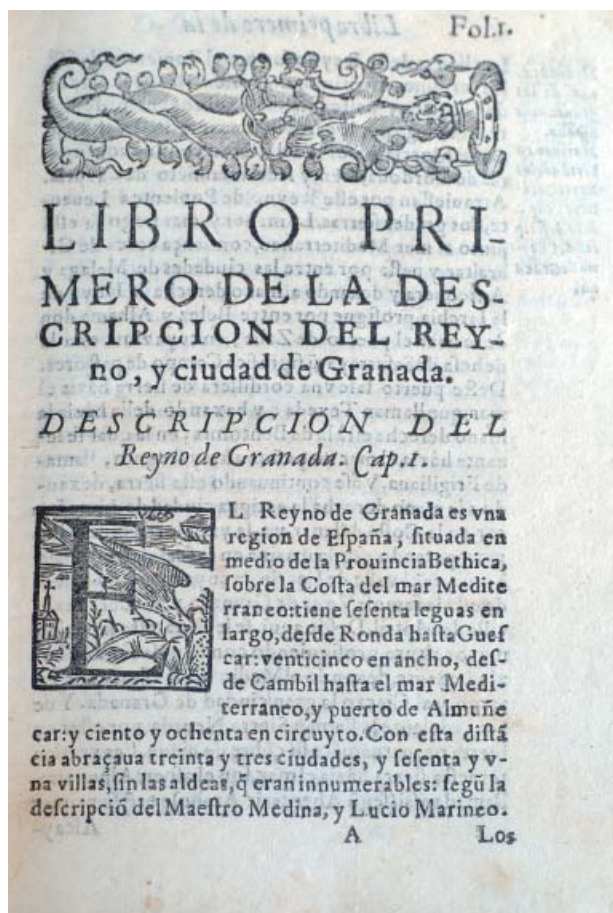 Fol.1.
LIBRO PRI-
MERO DE LA DES-
CRIPCION DEL REY-
no, y ciudad de Granada.
DESCRIPCION DEL
Reyno de Granada. Cap.1.
EL Reyno de Granada es vna
region de España, ſituada en
medio de la Prouincia Bethica,
ſobre la Coſta del mar Medite
rraneo: tiene ſeſenta leguas en
largo, deſde Ronda haſta Gueſ
car: venticinco en ancho, deſ-
de Cambil haſta el mar Medi-
terraneo, y puerto de Almuñe
car: y ciento y ochenta en circuyto. Con eſta diſtã
cia abraçaua treinta y tres ciudades, y ſeſenta y v-
na villas, ſin las aldeas, q̃ eran innumerables: ſegũ la
deſcripciõ del Maeſtro Medina, y Lucio Marineo.
A Los